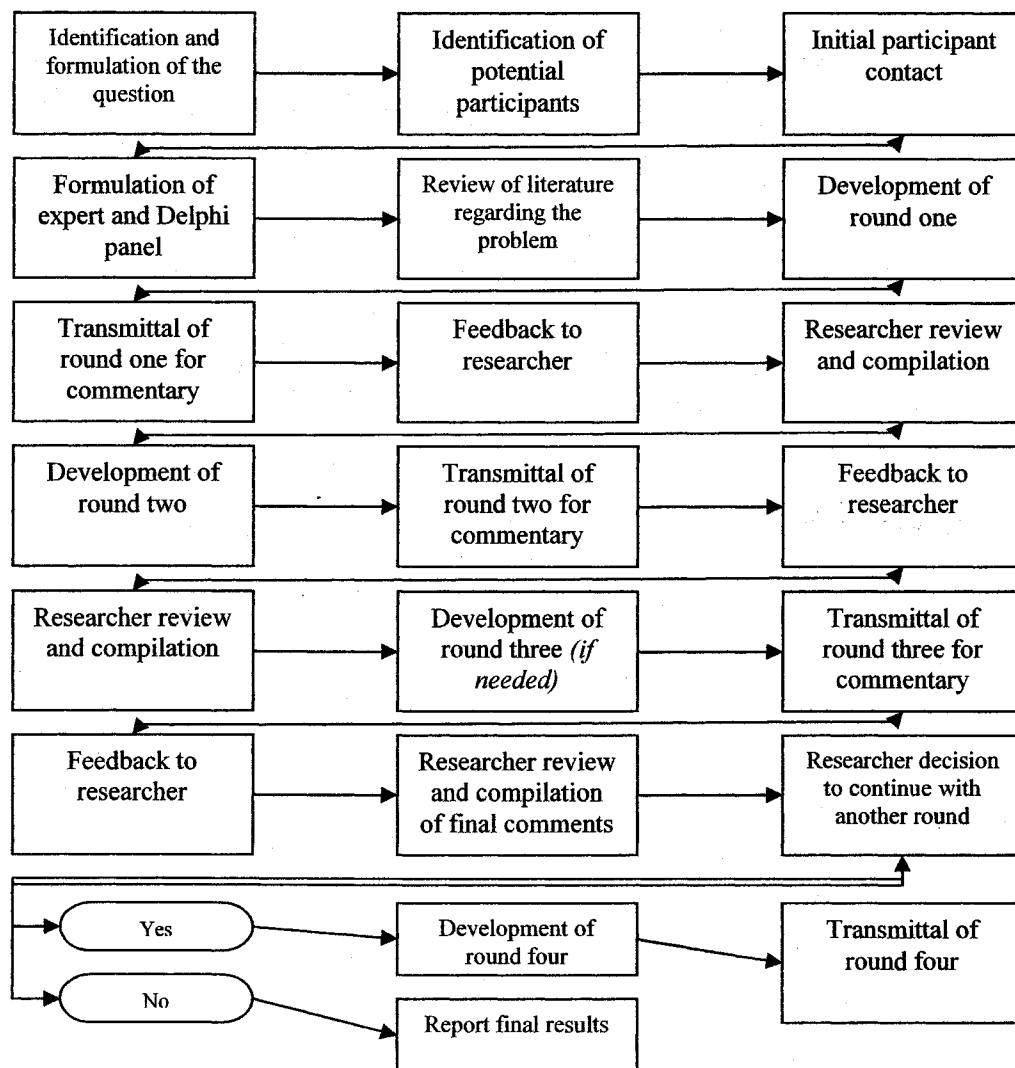 Identification and
formulation of the
question
Identification of
potential
participants
Initial participant
contact
Formulation of
expert and Delphi
panel
Review of literature
regarding the
problem
Development of
round one
Transmittal of
round one for
commentary
Feedback to
researcher
Researcher review
and compilation
Development of
round two
Transmittal of
round two for
commentary
Feedback to
researcher
Researcher review
and compilation
Development of
round three (if
needed)
Transmittal of
round three for
commentary
Feedback to
researcher
Researcher review
and compilation
of final comments
Researcher decision
to continue with
another round
Yes
Development of
round four
Transmittal of
round four
No
Report final results